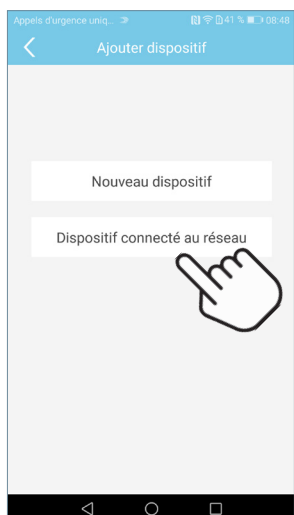 Appels d'urgence uniq... 41 % 08:48
Ajouter dispositif
Nouveau dispositif
Dispositif connecté au réseau